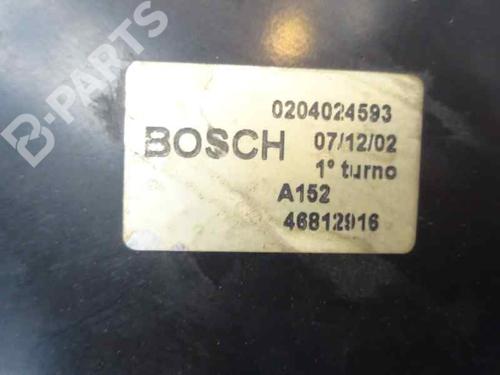 B-PARTS
0204024593
BOSCH 07/12/02
1° turno
A152
46812916